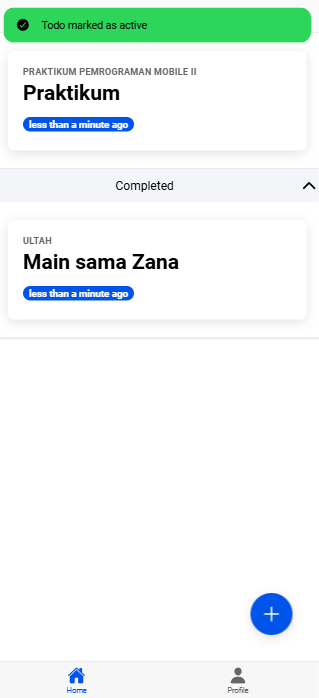 Todo marked as active
PRAKTIKUM PEMROGRAMAN MOBILE II
Praktikum
less than a minute ago
Completed
ULTAH
Main sama Zana
less than a minute ago
Home
Profile